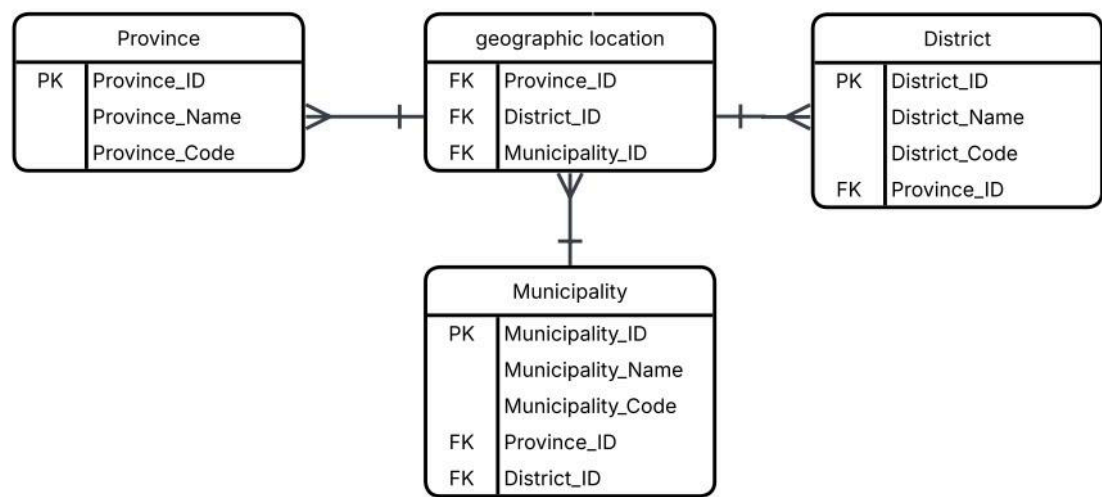 Province
PK Province_ID
Province_Name
Province_Code
geographic location
FK Province_ID
FK District_ID
FK Municipality_ID
District
PK District_ID
District_Name
District_Code
FK Province_ID
Municipality
PK Municipality_ID
Municipality_Name
Municipality_Code
FK Province_ID
FK District_ID